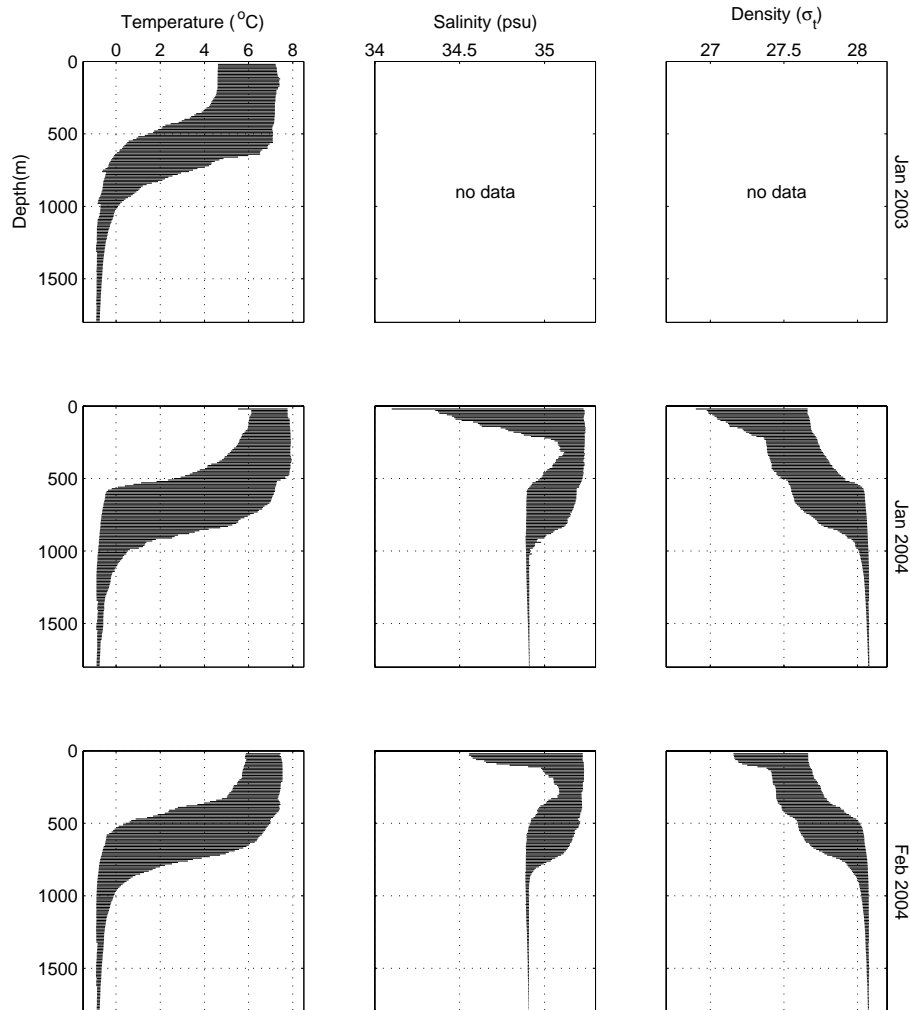 Temperature (°C)
Salinity (psu)
Density (σt)
0 2 4 6 8
34 34.5 35
27 27.5 28
0
500
1000
1500
Depth(m)
no data
no data
Jan 2003
0
500
1000
1500
Jan 2004
0
500
1000
1500
Feb 2004